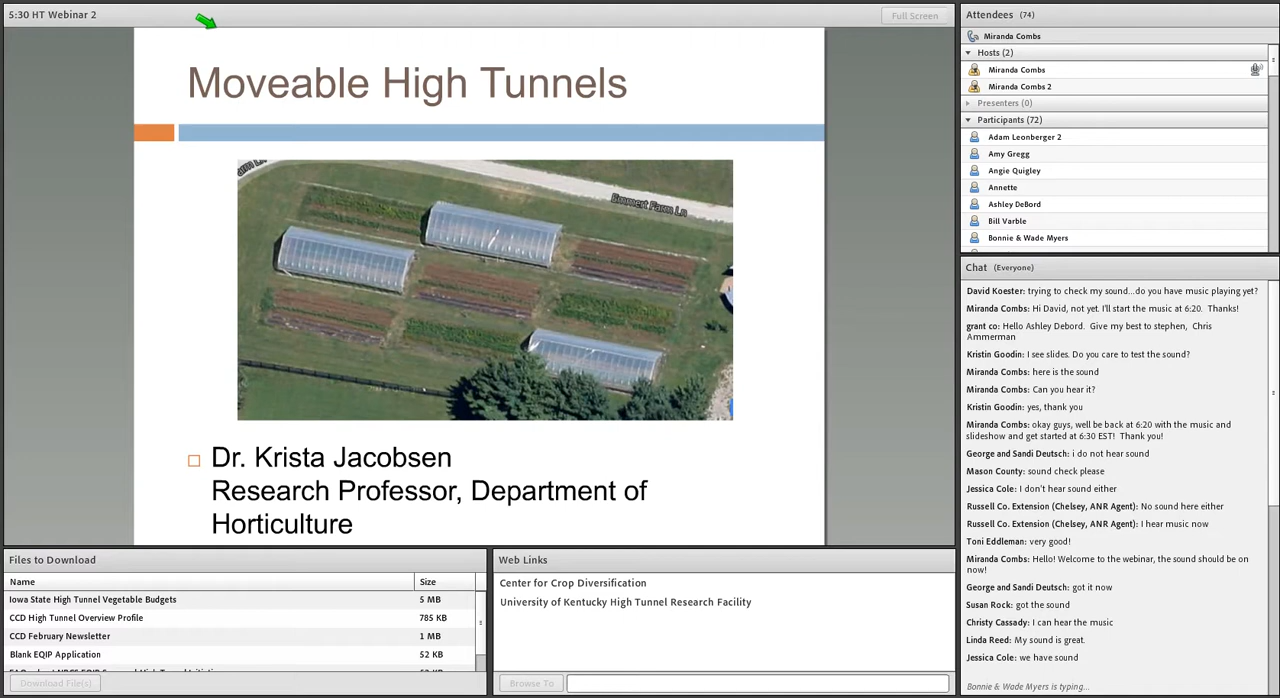 5:30 HT Webinar 2
Full Screen
Moveable High Tunnels
Emmert Farm Ln
Dr. Krista Jacobsen
Research Professor, Department of
Horticulture
Files to Download
Name Size
Iowa State High Tunnel Vegetable Budgets 5 MB
CCD High Tunnel Overview Profile 785 KB
CCD February Newsletter 1 MB
Blank EQIP Application 52 KB
Download File(s)
Web Links
Center for Crop Diversification
University of Kentucky High Tunnel Research Facility
Browse To
Attendees (74)
Miranda Combs
Hosts (2)
Miranda Combs
Miranda Combs 2
Presenters (0)
Participants (72)
Adam Leonberger 2
Amy Gregg
Angie Quigley
Annette
Ashley DeBord
Bill Varble
Bonnie & Wade Myers
Chat (Everyone)
David Koester: trying to check my sound...do you have music playing yet?
Miranda Combs: Hi David, not yet. I'll start the music at 6:20. Thanks!
grant co: Hello Ashley Debord. Give my best to stephen, Chris
Ammerman
Kristin Goodin: I see slides. Do you care to test the sound?
Miranda Combs: here is the sound
Miranda Combs: Can you hear it?
Kristin Goodin: yes, thank you
Miranda Combs: okay guys, well be back at 6:20 with the music and
slideshow and get started at 6:30 EST! Thank you!
George and Sandi Deutsch: i do not hear sound
Mason County: sound check please
Jessica Cole: I don't hear sound either
Russell Co. Extension (Chelsey, ANR Agent): No sound here either
Russell Co. Extension (Chelsey, ANR Agent): I hear music now
Toni Eddleman: very good!
Miranda Combs: Hello! Welcome to the webinar, the sound should be on
now!
George and Sandi Deutsch: got it now
Susan Rock: got the sound
Christy Cassady: I can hear the music
Linda Reed: My sound is great.
Jessica Cole: we have sound
Bonnie & Wade Myers is typing...